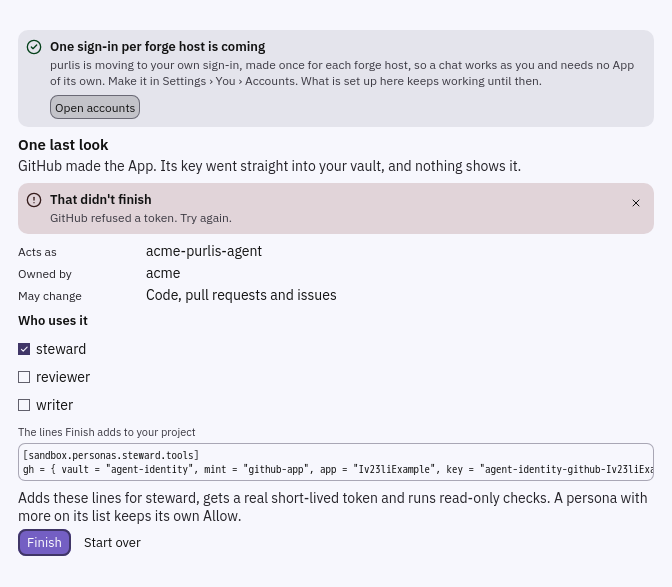 One sign-in per forge host is coming
purlis is moving to your own sign-in, made once for each forge host, so a chat works as you and needs no App
of its own. Make it in Settings › You › Accounts. What is set up here keeps working until then.
Open accounts
One last look
GitHub made the App. Its key went straight into your vault, and nothing shows it.
That didn't finish
GitHub refused a token. Try again.
Acts as acme-purlis-agent
Owned by acme
May change Code, pull requests and issues
Who uses it
steward
reviewer
writer
The lines Finish adds to your project
[sandbox.personas.steward.tools]
gh = { vault = "agent-identity", mint = "github-app", app = "Iv23liExample", key = "agent-identity-github-Iv23liExa
Adds these lines for steward, gets a real short-lived token and runs read-only checks. A persona with
more on its list keeps its own Allow.
Finish Start over